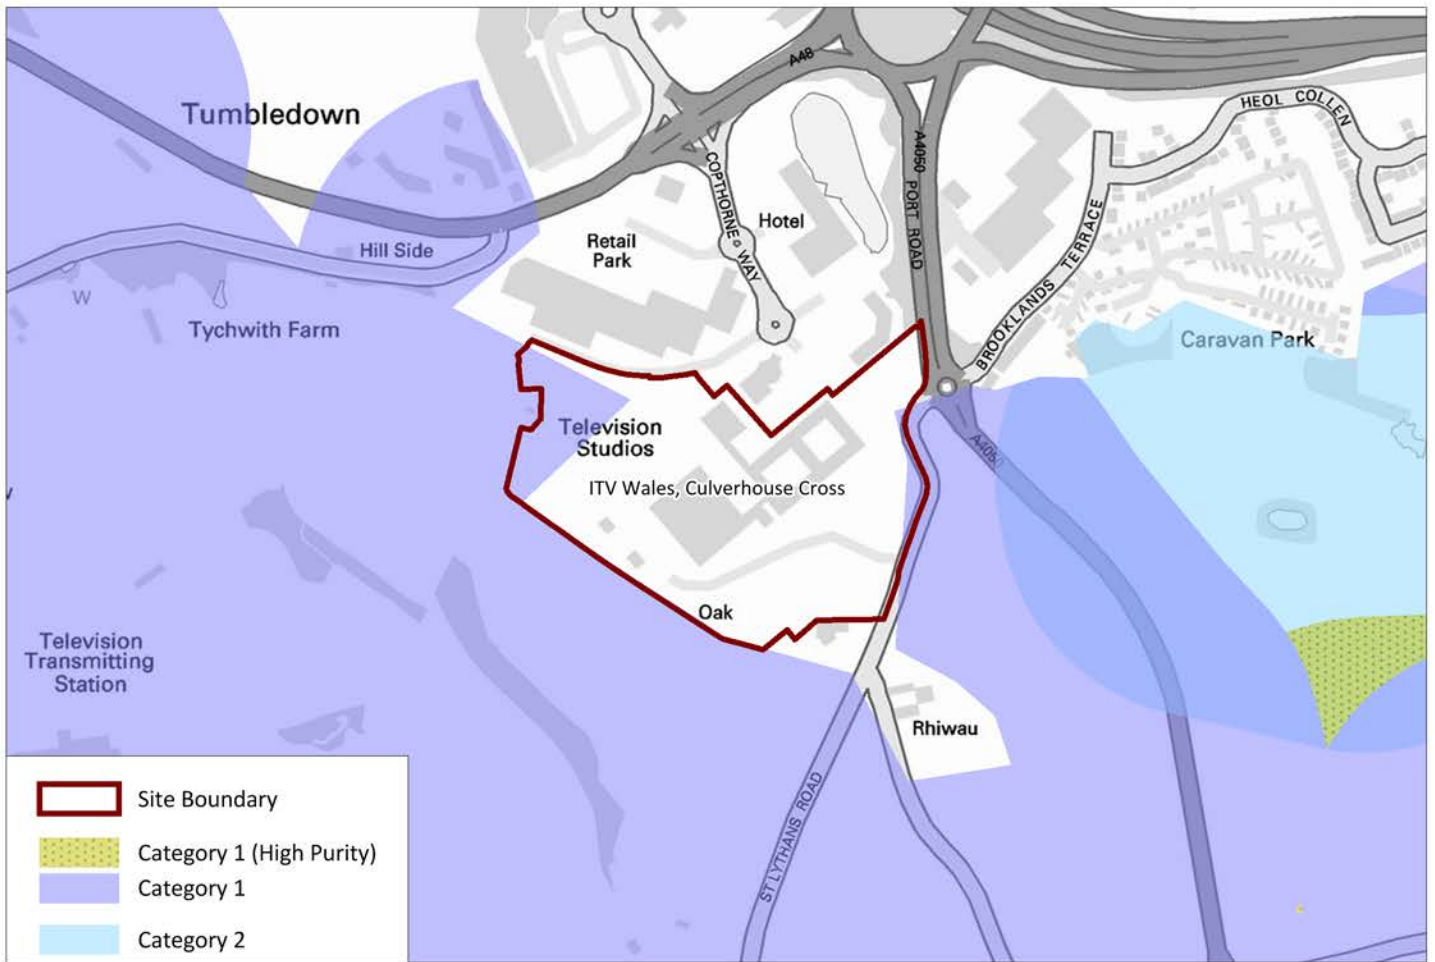 A48
HEOL COLLEN
Tumbledown
COPTHORNE WAY
A4050 PORT ROAD
BROOKLANDS TERRACE
Hotel
Retail
Park
Hill Side
W
Tychwith Farm
Caravan Park
Television
Studios
A4050
ITV Wales, Culverhouse Cross
Oak
Television
Transmitting
Station
Rhiwau
ST LYTHANS ROAD
Site Boundary
Category 1 (High Purity)
Category 1
Category 2